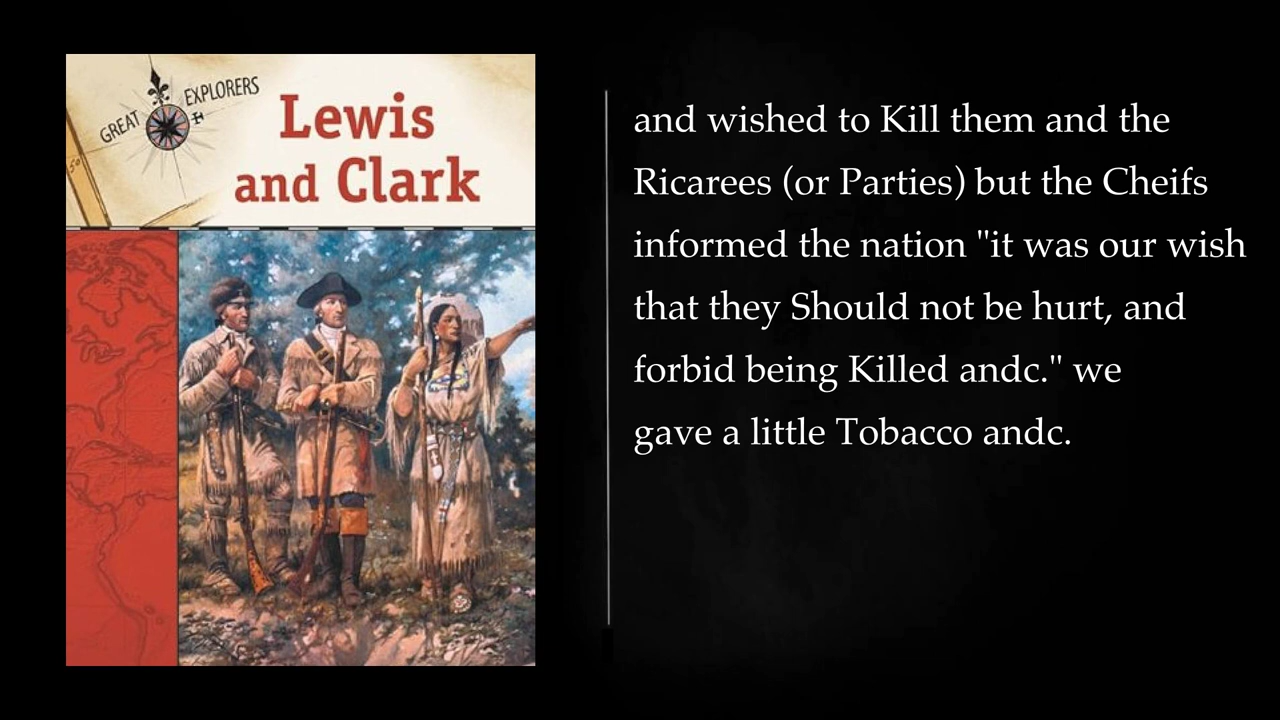 GREAT EXPLORERS
Lewis
and Clark
50
and wished to Kill them and the
Ricarees (or Parties) but the Cheifs
informed the nation "it was our wish
that they Should not be hurt, and
forbid being Killed andc." we
gave a little Tobacco andc.